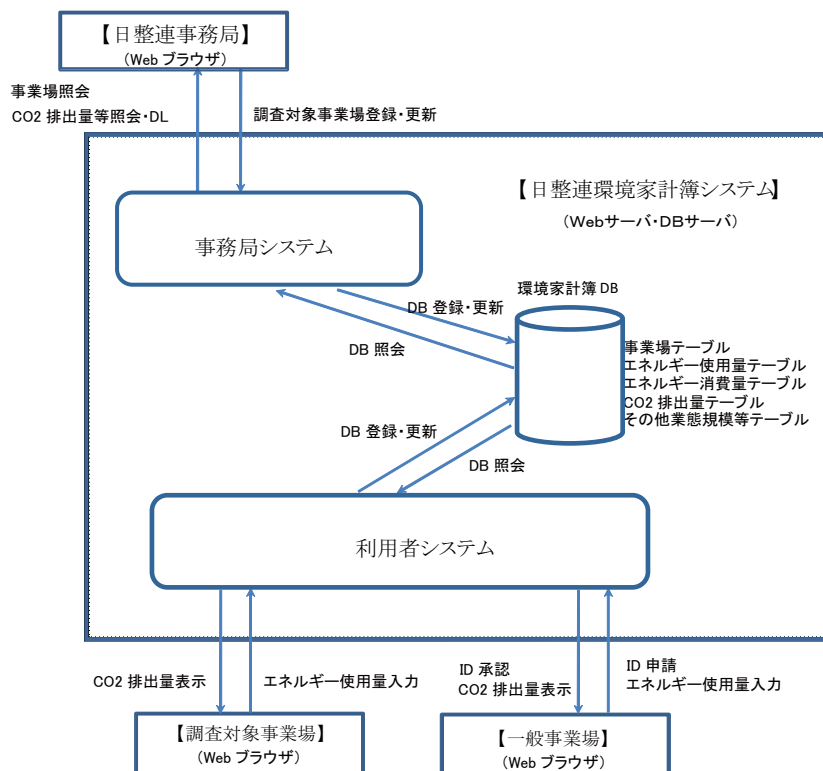 【日整連事務局】
(Web ブラウザ)
事業場照会
CO2 排出量等照会・DL
調査対象事業場登録・更新
【日整連環境家計簿システム】
(Webサーバ・DBサーバ)
事務局システム
環境家計簿 DB
DB 登録・更新
DB 照会
事業場テーブル
エネルギー使用量テーブル
エネルギー消費量テーブル
CO2 排出量テーブル
その他業態規模等テーブル
DB 登録・更新
DB 照会
利用者システム
CO2 排出量表示
エネルギー使用量入力
ID 承認
CO2 排出量表示
ID 申請
エネルギー使用量入力
【調査対象事業場】
(Web ブラウザ)
【一般事業場】
(Web ブラウザ)